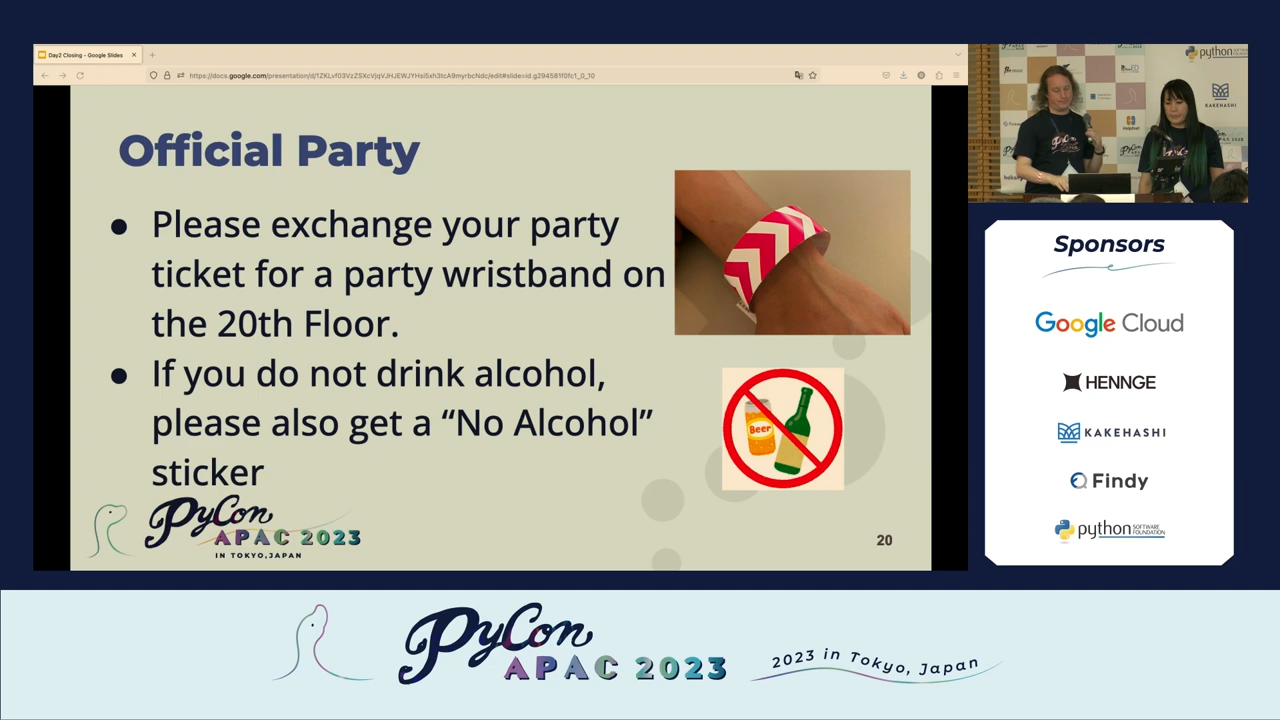 Day2 Closing - Google Slides
Official Party
● Please exchange your party
ticket for a party wristband on
the 20th Floor.
● If you do not drink alcohol,
please also get a “No Alcohol”
sticker
Beer
PyCon
APAC 2023
IN TOKYO,JAPAN
20
python
KAKEHASHI
Sponsors
Google Cloud
HENNGE
KAKEHASHI
Findy
python SOFTWARE
FOUNDATION
PyCon
APAC 2023
2023 in Tokyo, Japan